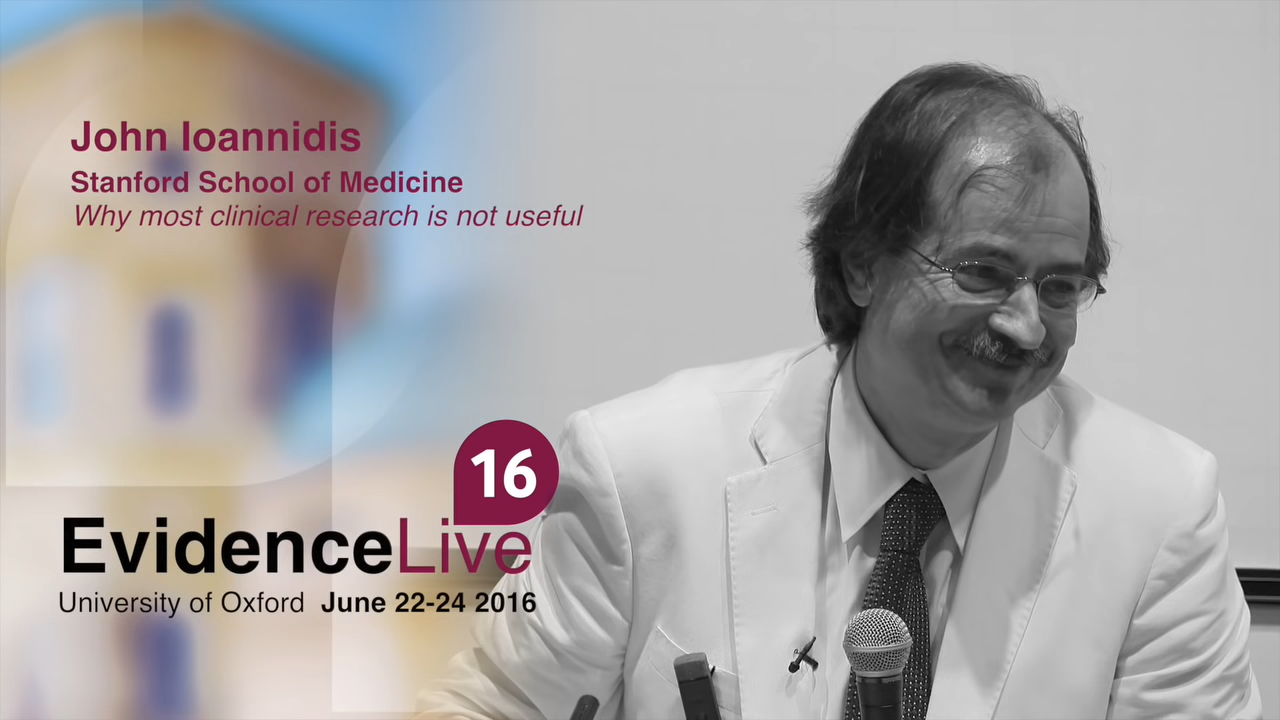 John Ioannidis
Stanford School of Medicine
Why most clinical research is not useful
16
EvidenceLive
University of Oxford June 22-24 2016